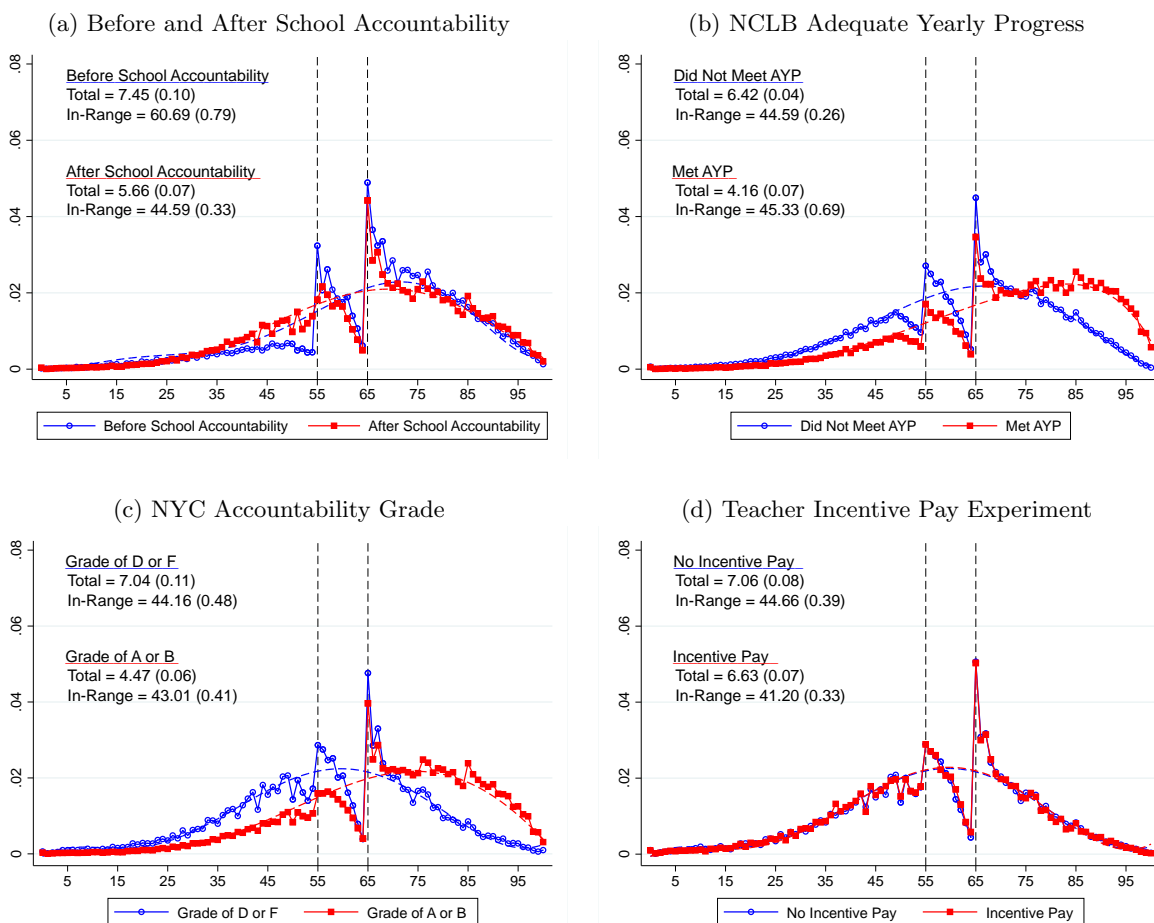 (a) Before and After School Accountability
.08
.06
.04
.02
0
Before School Accountability
Total = 7.45 (0.10)
In-Range = 60.69 (0.79)
After School Accountability
Total = 5.66 (0.07)
In-Range = 44.59 (0.33)
5 15 25 35 45 55 65 75 85 95
Before School Accountability After School Accountability
(b) NCLB Adequate Yearly Progress
.08
.06
.04
.02
0
Did Not Meet AYP
Total = 6.42 (0.04)
In-Range = 44.59 (0.26)
Met AYP
Total = 4.16 (0.07)
In-Range = 45.33 (0.69)
5 15 25 35 45 55 65 75 85 95
Did Not Meet AYP Met AYP
(c) NYC Accountability Grade
.08
.06
.04
.02
0
Grade of D or F
Total = 7.04 (0.11)
In-Range = 44.16 (0.48)
Grade of A or B
Total = 4.47 (0.06)
In-Range = 43.01 (0.41)
5 15 25 35 45 55 65 75 85 95
Grade of D or F Grade of A or B
(d) Teacher Incentive Pay Experiment
.08
.06
.04
.02
0
No Incentive Pay
Total = 7.06 (0.08)
In-Range = 44.66 (0.39)
Incentive Pay
Total = 6.63 (0.07)
In-Range = 41.20 (0.33)
5 15 25 35 45 55 65 75 85 95
No Incentive Pay Incentive Pay